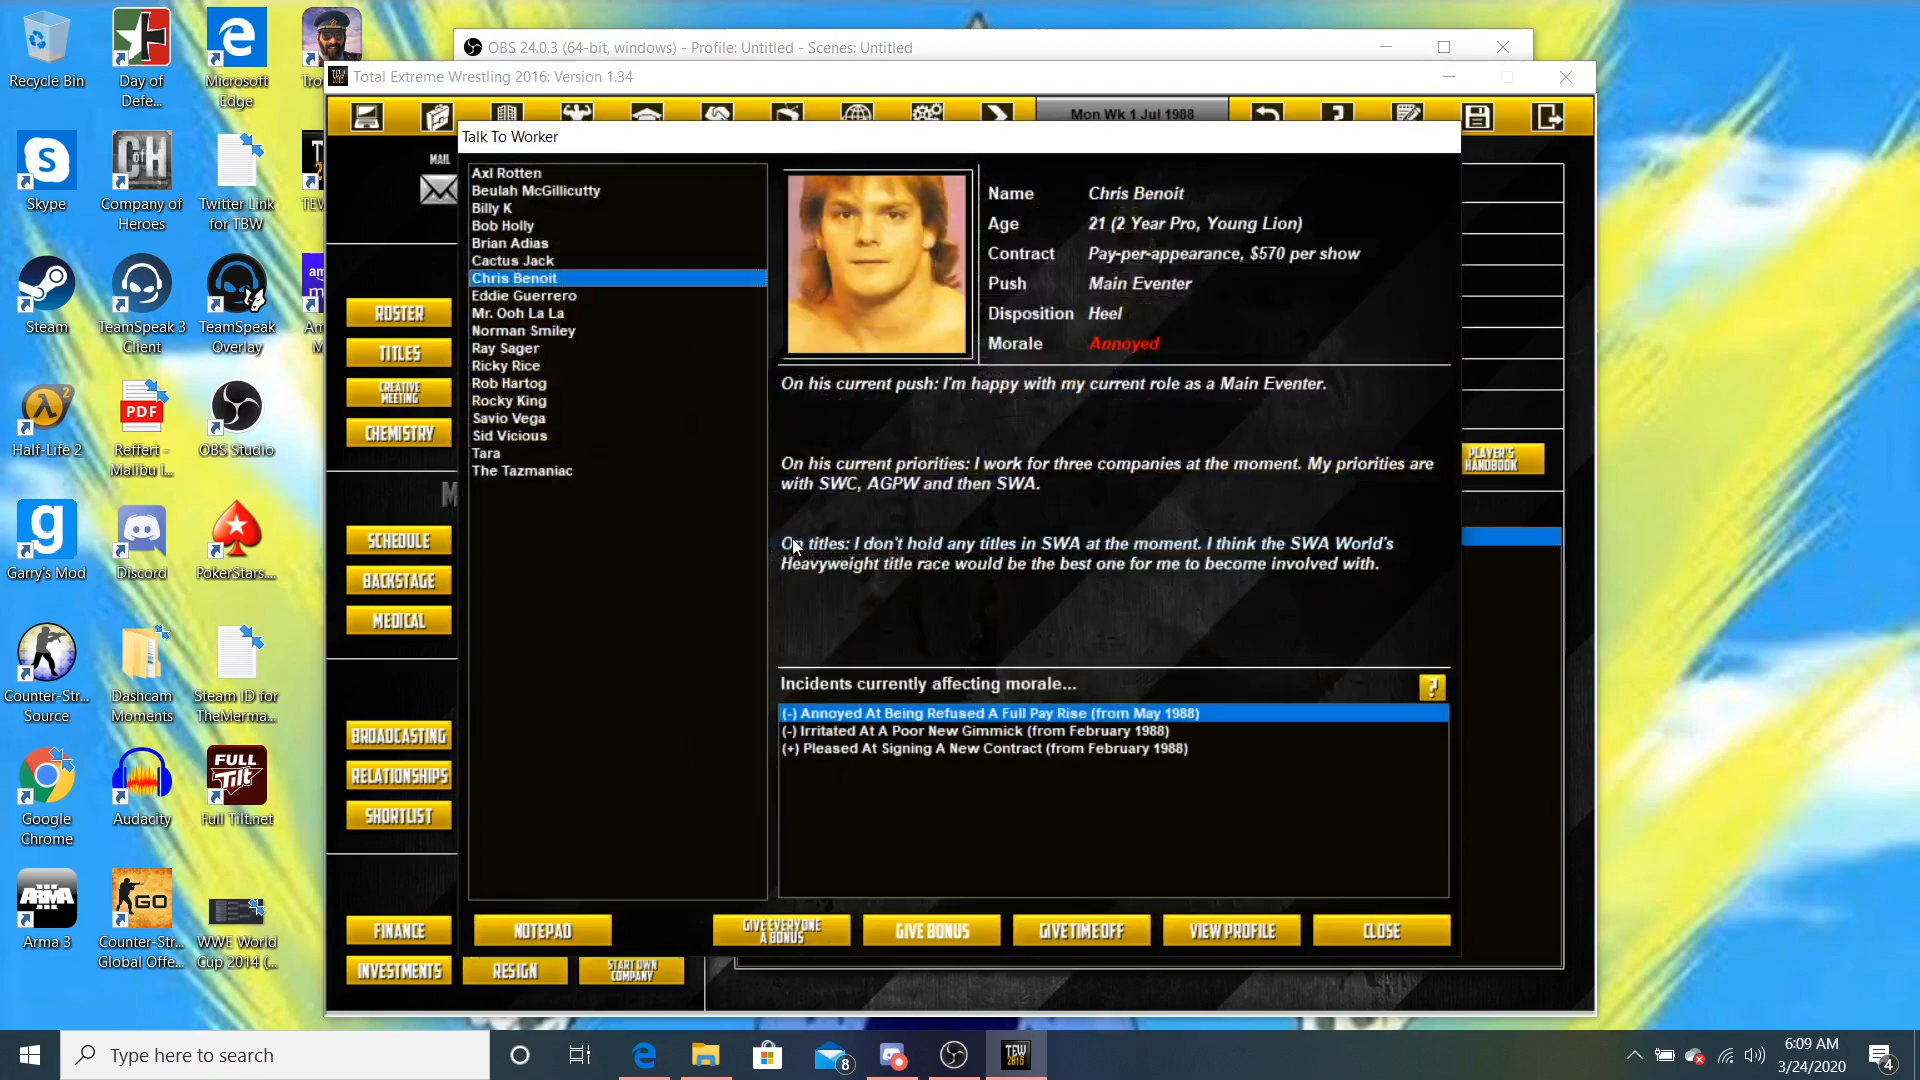 Recycle Bin
Day of
Defe...
Microsoft
Edge
Tro
Skype
Company of
Heroes
Twitter Link
for TBW
TEW
Steam
TeamSpeak 3
Client
TeamSpeak
Overlay
Half-Life 2
PDF
Reffert -
Malibu I...
OBS Studio
Garry's Mod
Discord
PokerStars....
Counter-Str...
Source
Dashcam
Moments
Steam ID for
TheMerma...
Google
Chrome
Audacity
FULL
TILT
Full Tilt.net
ARMA
Arma 3
GO
Counter-Str...
Global Offe...
WWE World
Cup 2014 (...
OBS 24.0.3 (64-bit, windows) - Profile: Untitled - Scenes: Untitled
Total Extreme Wrestling 2016: Version 1.34
Mon Wk 1 Jul 1988
MAIL
ROSTER
TITLES
CREATIVE
MEETING
CHEMISTRY
SCHEDULE
BACKSTAGE
MEDICAL
BROADCASTING
RELATIONSHIPS
SHORTLIST
FINANCE
INVESTMENTS
RESIGN
START OWN
COMPANY
PLAYER'S
HANDBOOK
Talk To Worker
Axl Rotten
Beulah McGillicutty
Billy K
Bob Holly
Brian Adias
Cactus Jack
Chris Benoit
Eddie Guerrero
Mr. Ooh La La
Norman Smiley
Ray Sager
Ricky Rice
Rob Hartog
Rocky King
Savio Vega
Sid Vicious
Tara
The Tazmaniac
Name Chris Benoit
Age 21 (2 Year Pro, Young Lion)
Contract Pay-per-appearance, $570 per show
Push Main Eventer
Disposition Heel
Morale Annoyed
On his current push: I'm happy with my current role as a Main Eventer.
On his current priorities: I work for three companies at the moment. My priorities are
with SWC, AGPW and then SWA.
On titles: I don't hold any titles in SWA at the moment. I think the SWA World's
Heavyweight title race would be the best one for me to become involved with.
Incidents currently affecting morale...
?
(-) Annoyed At Being Refused A Full Pay Rise (from May 1988)
(-) Irritated At A Poor New Gimmick (from February 1988)
(+) Pleased At Signing A New Contract (from February 1988)
NOTEPAD
GIVE EVERYONE
A BONUS
GIVE BONUS
GIVE TIME OFF
VIEW PROFILE
CLOSE
Type here to search
8
TEW
2016
6:09 AM
3/24/2020
4